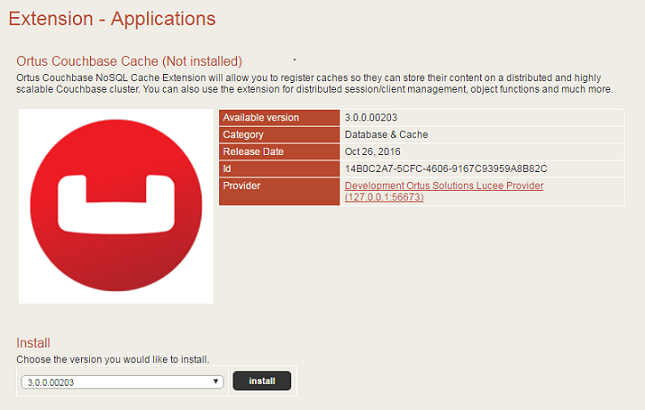 Extension - Applications
Ortus Couchbase Cache (Not installed)
Ortus Couchbase NoSQL Cache Extension will allow you to register caches so they can store their content on a distributed and highly
scalable Couchbase cluster. You can also use the extension for distributed session/client management, object functions and much more.
Available version 3.0.0.00203
Category Database & Cache
Release Date Oct 26, 2016
Id 14B0C2A7-5CFC-4606-9167C93959A8B82C
Provider Development Ortus Solutions Lucee Provider
(127.0.0.1:56673)
Install
Choose the version you would like to install.
3.0.0.00203 install